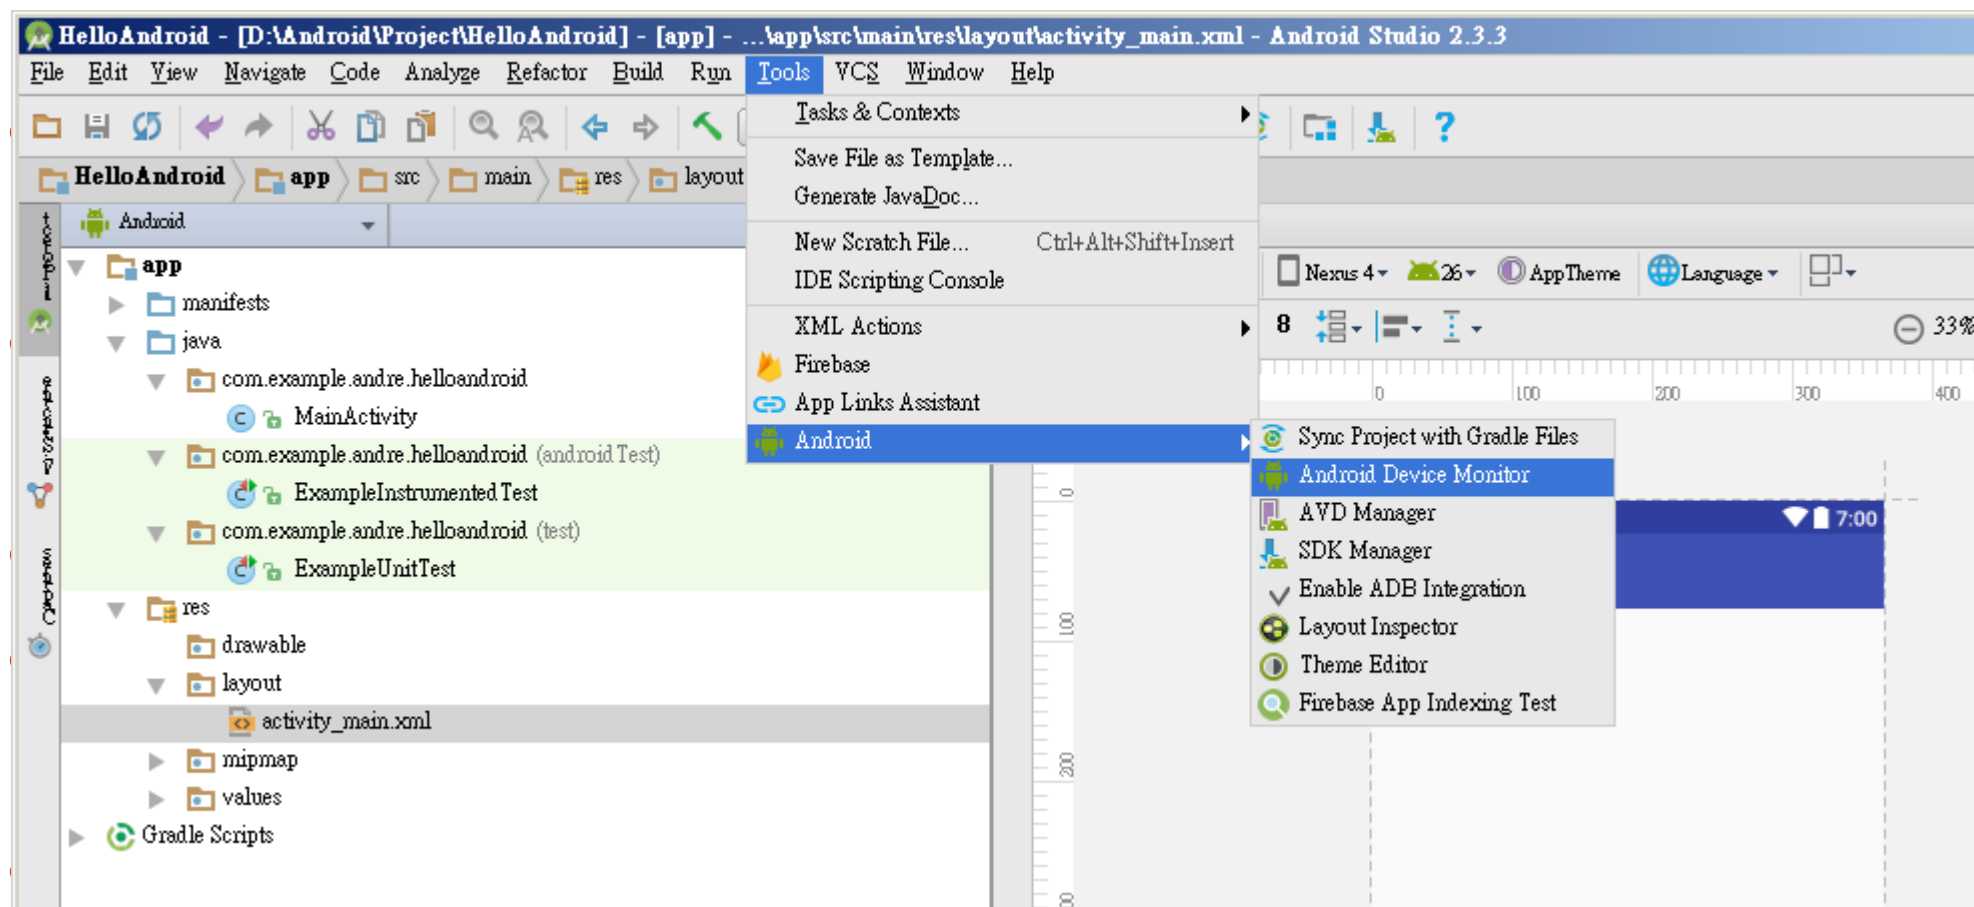 HelloAndroid - [D:\Android\Project\HelloAndroid] - [app] - ...\app\src\main\res\layout\activity_main.xml - Android Studio 2.3.3
File Edit View Navigate Code Analyze Refactor Build Run Tools VCS Window Help
HelloAndroid app src main res layout
Android
app
manifests
java
com.example.andre.helloandroid
MainActivity
com.example.andre.helloandroid (androidTest)
ExampleInstrumentedTest
com.example.andre.helloandroid (test)
ExampleUnitTest
res
drawable
layout
activity_main.xml
mipmap
values
Gradle Scripts
Tasks & Contexts
Save File as Template...
Generate JavaDoc...
New Scratch File... Ctrl+Alt+Shift+Insert
IDE Scripting Console
XML Actions
Firebase
App Links Assistant
Android
Sync Project with Gradle Files
Android Device Monitor
AVD Manager
SDK Manager
Enable ADB Integration
Layout Inspector
Theme Editor
Firebase App Indexing Test
Nexus 4 26 AppTheme Language
8 33%
0 100 200 300 400
0
100
200
7:00